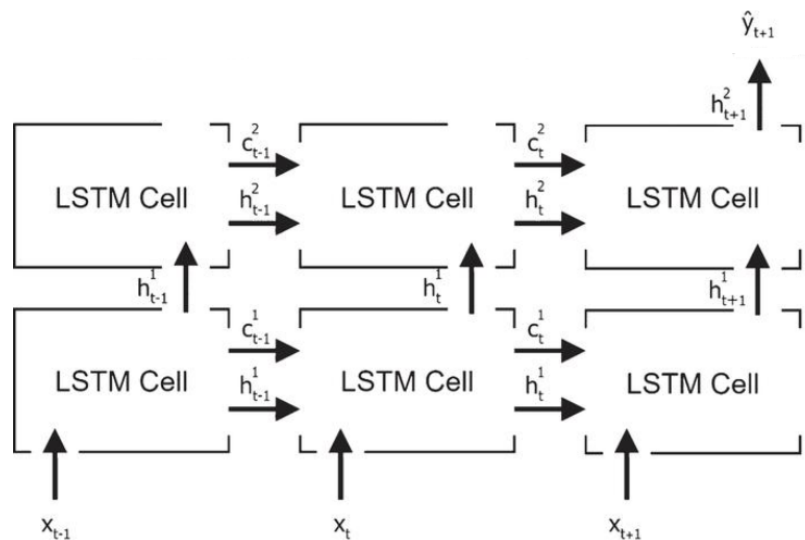 ŷₜ₊₁
h²ₜ₊₁
c²ₜ₋₁ c²ₜ
LSTM Cell LSTM Cell LSTM Cell
h²ₜ₋₁ h²ₜ
h¹ₜ₋₁ h¹ₜ h¹ₜ₊₁
c¹ₜ₋₁ c¹ₜ
LSTM Cell LSTM Cell LSTM Cell
h¹ₜ₋₁ h¹ₜ
xₜ₋₁ xₜ xₜ₊₁